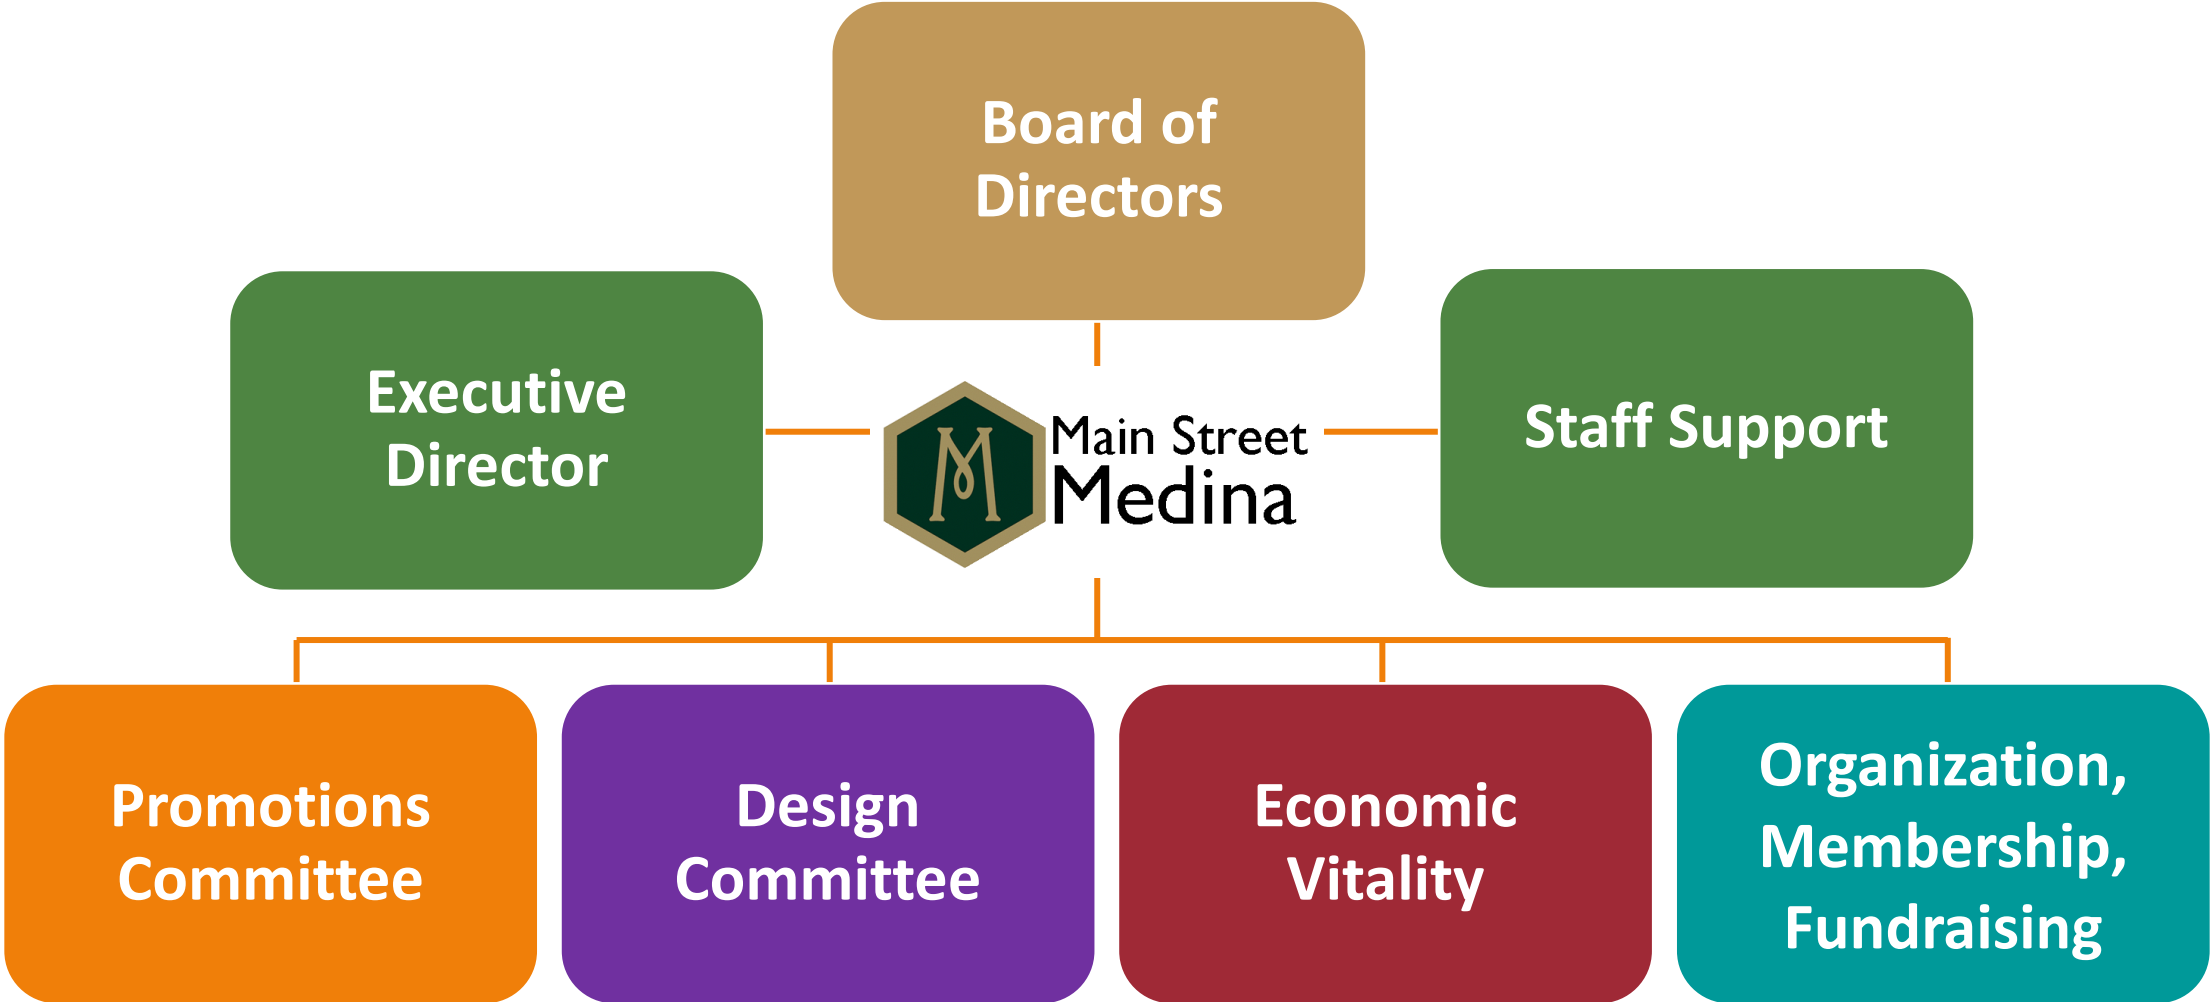 Board of
Directors
Executive
Director
M
Main Street
Medina
Staff Support
Promotions
Committee
Design
Committee
Economic
Vitality
Organization,
Membership,
Fundraising